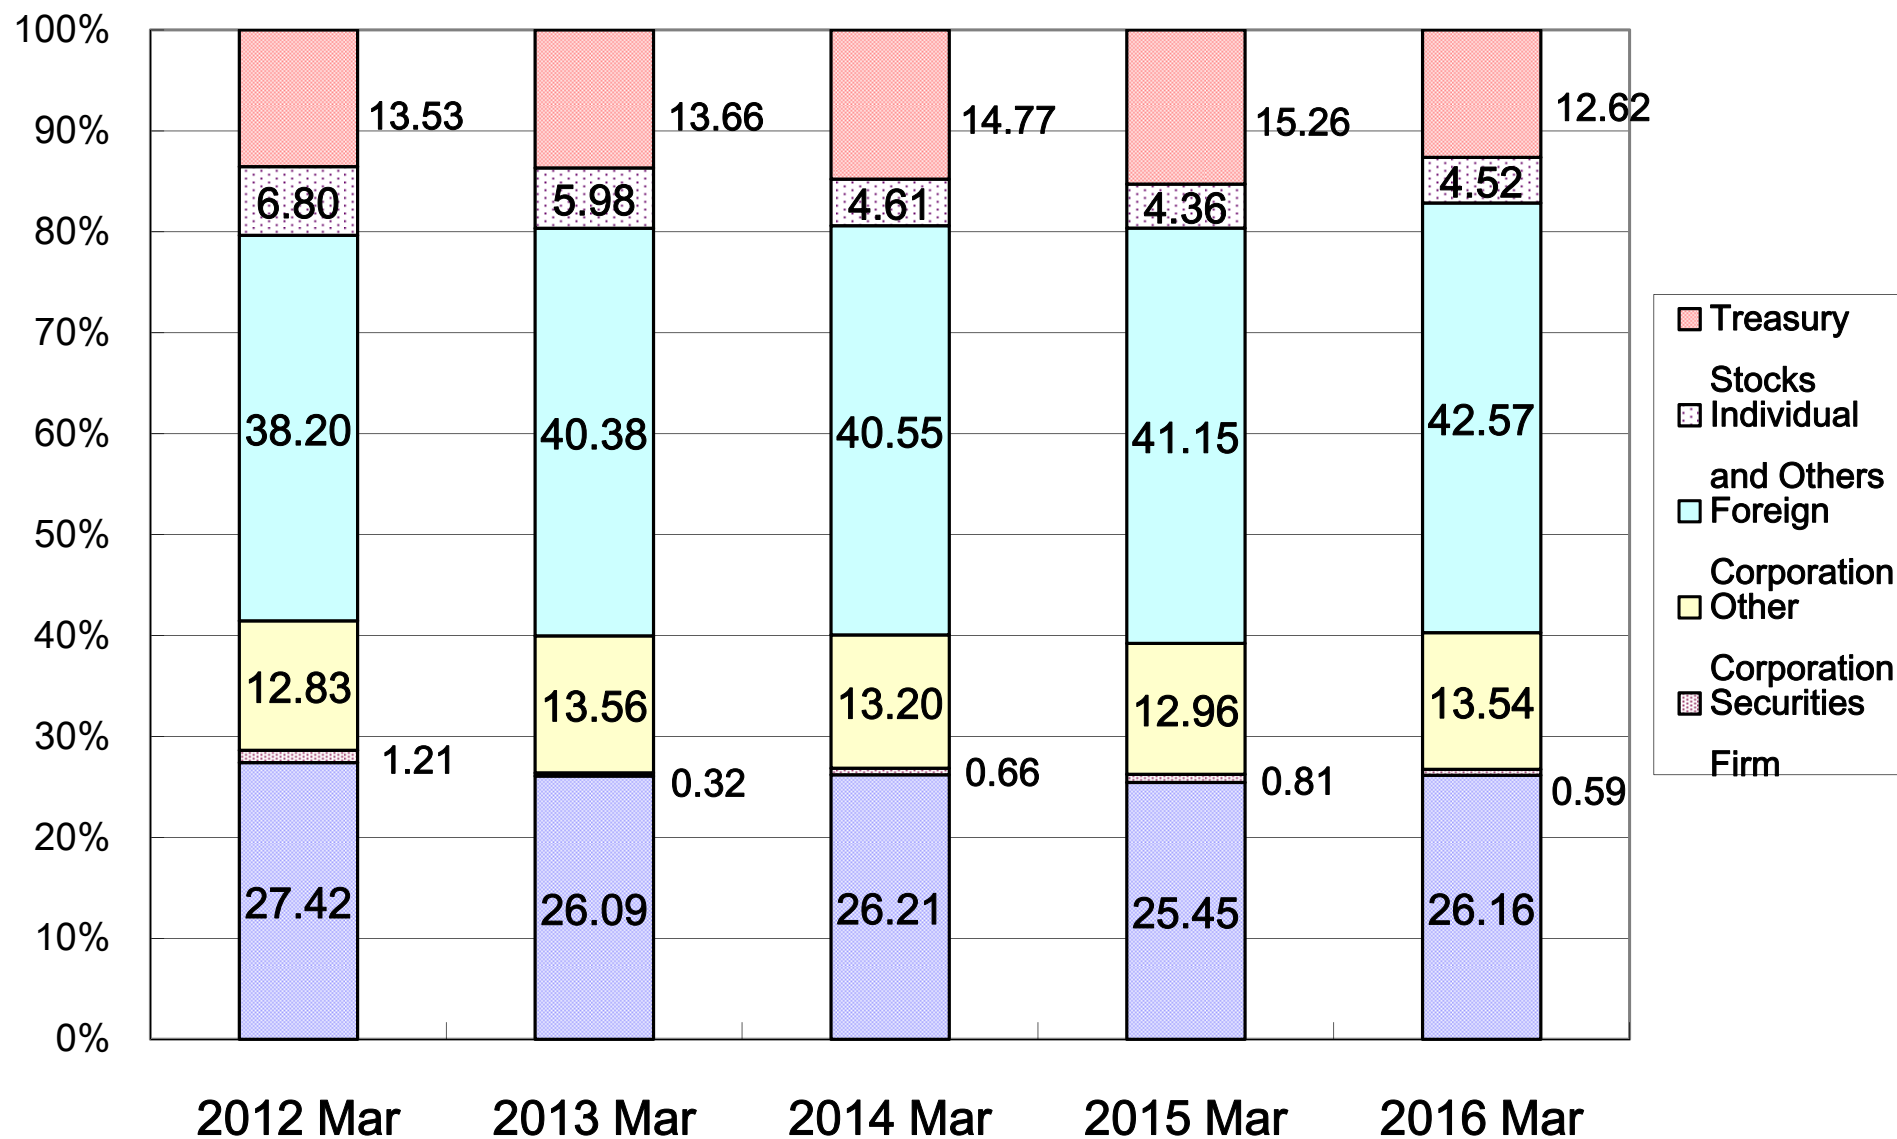 100%
90%
80%
70%
60%
50%
40%
30%
20%
10%
0%
13.53
13.66
14.77
15.26
12.62
6.80
5.98
4.61
4.36
4.52
38.20
40.38
40.55
41.15
42.57
12.83
13.56
13.20
12.96
13.54
1.21
0.32
0.66
0.81
0.59
27.42
26.09
26.21
25.45
26.16
2012 Mar
2013 Mar
2014 Mar
2015 Mar
2016 Mar
Treasury
Stocks
Individual
and Others
Foreign
Corporation
Other
Corporation
Securities
Firm